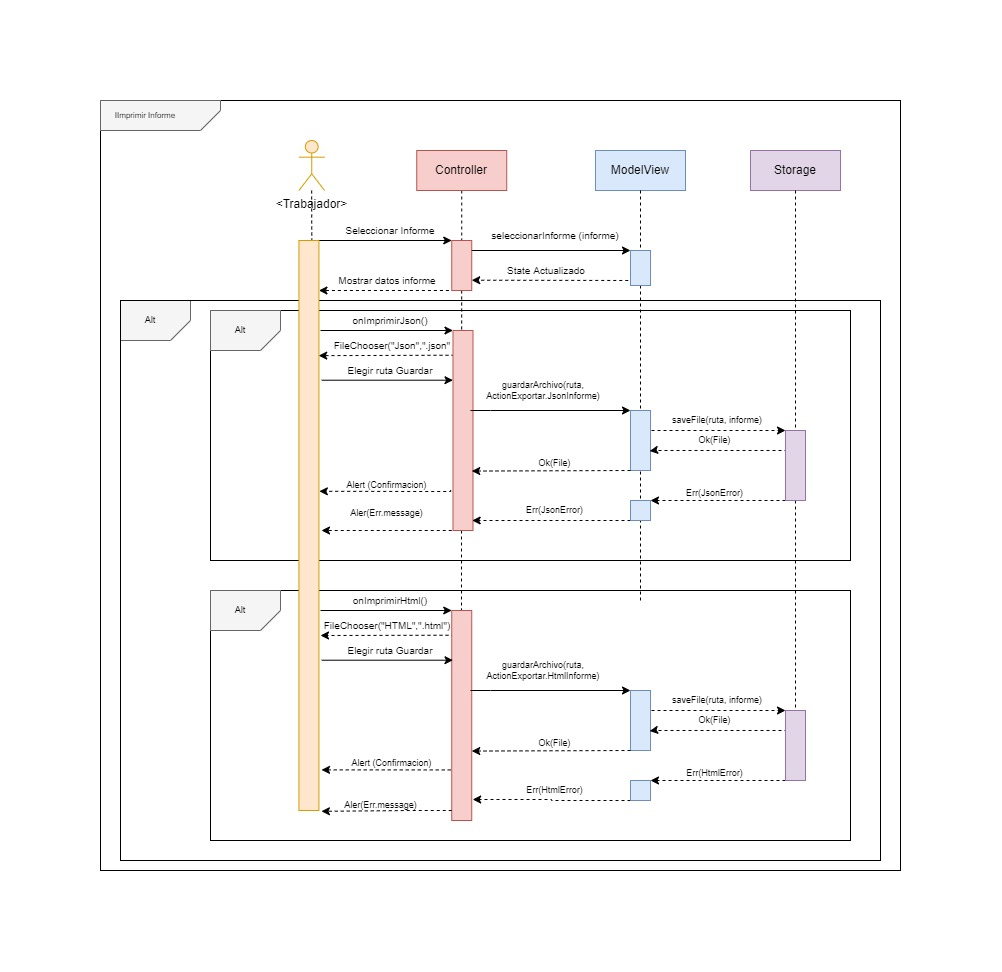 IImprimir Informe
Controller
ModelView
Storage
<Trabajador>
Seleccionar Informe
seleccionarInforme (informe)
State Actualizado
Mostrar datos informe
Alt
Alt
onImprimirJson()
FileChooser("Json",".json"
Elegir ruta Guardar
guardarArchivo(ruta,
ActionExportar.JsonInforme)
saveFile(ruta, informe)
Ok(File)
Ok(File)
Alert (Confirmacion)
Err(JsonError)
Err(JsonError)
Aler(Err.message)
Alt
onImprimirHtml()
FileChooser("HTML",".html")
Elegir ruta Guardar
guardarArchivo(ruta,
ActionExportar.HtmlInforme)
saveFile(ruta, informe)
Ok(File)
Ok(File)
Alert (Confirmacion)
Err(HtmlError)
Err(HtmlError)
Aler(Err.message)